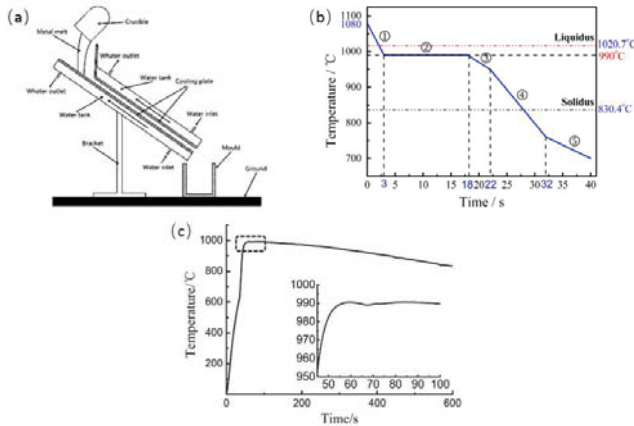 (a)
Crucible
Metal melt
Whater outlet
Water tank
Cooling plate
Whater outlet
Water tank
Water inlet
Bracket
Mould
Water inlet
Ground
(b)
Temperature / ℃
1100
1080
1000
900
800
700
① ② ③ ④ ⑤
Liquidus
1020.7℃
990℃
Solidus
830.4℃
0 3 5 10 15 18 20 22 25 30 32 35 40
Time / s
(c)
Temperature/℃
1000
800
600
400
200
0 200 400 600
Time/s
1000
990
980
970
960
950
50 60 70 80 90 100